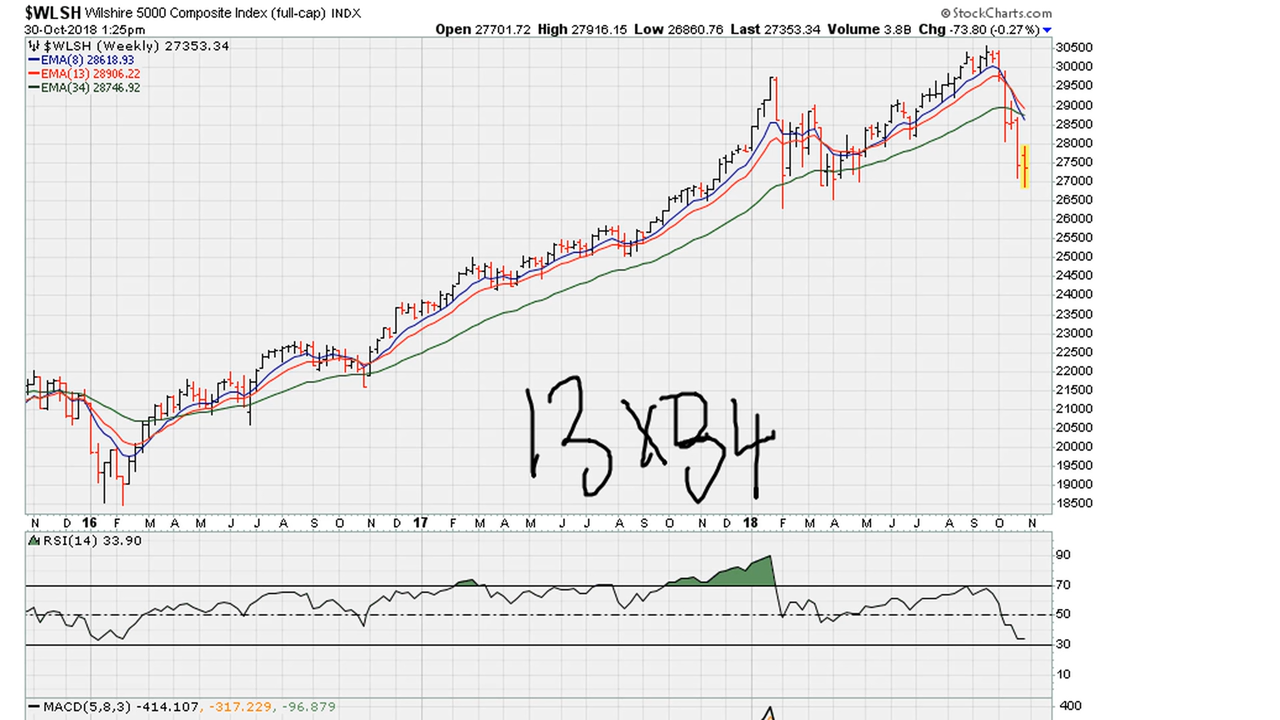 $WLSH Wilshire 5000 Composite Index (full-cap) INDX
© StockCharts.com
30-Oct-2018 1:25pm
Open 27701.72 High 27916.15 Low 26860.76 Last 27353.34 Volume 3.8B Chg -73.80 (-0.27%)
$WLSH (Weekly) 27353.34
EMA(8) 28618.93
EMA(13) 28906.22
EMA(34) 28746.92
30500
30000
29500
29000
28500
28000
27500
27000
26500
26000
25500
25000
24500
24000
23500
23000
22500
22000
21500
21000
20500
20000
19500
19000
18500
13 x 34
N D 16 F M A M J J A S O N D 17 F M A M J J A S O N D 18 F M A M J J A S O N
RSI(14) 33.90
90
70
50
30
10
MACD(5,8,3) -414.107, -317.229, -96.879
400